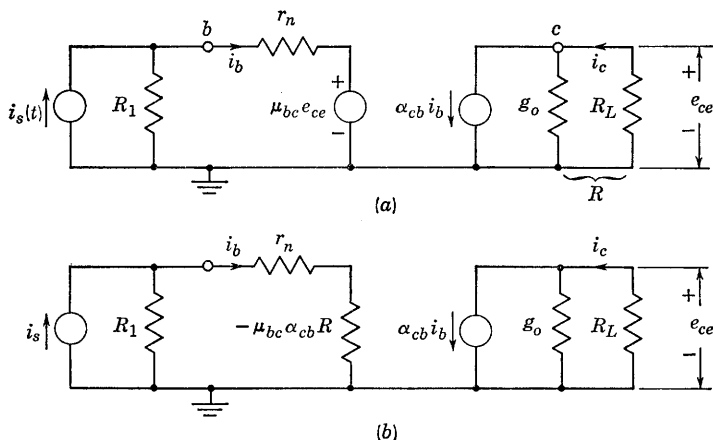 b r_n c
i_b i_c
i_s(t) R_1 + μ_bc e_ce − α_cb i_b g_o R_L + e_ce −
R
(a)
r_n
i_b i_c
i_s R_1 −μ_bc α_cb R α_cb i_b g_o R_L + e_ce −
(b)